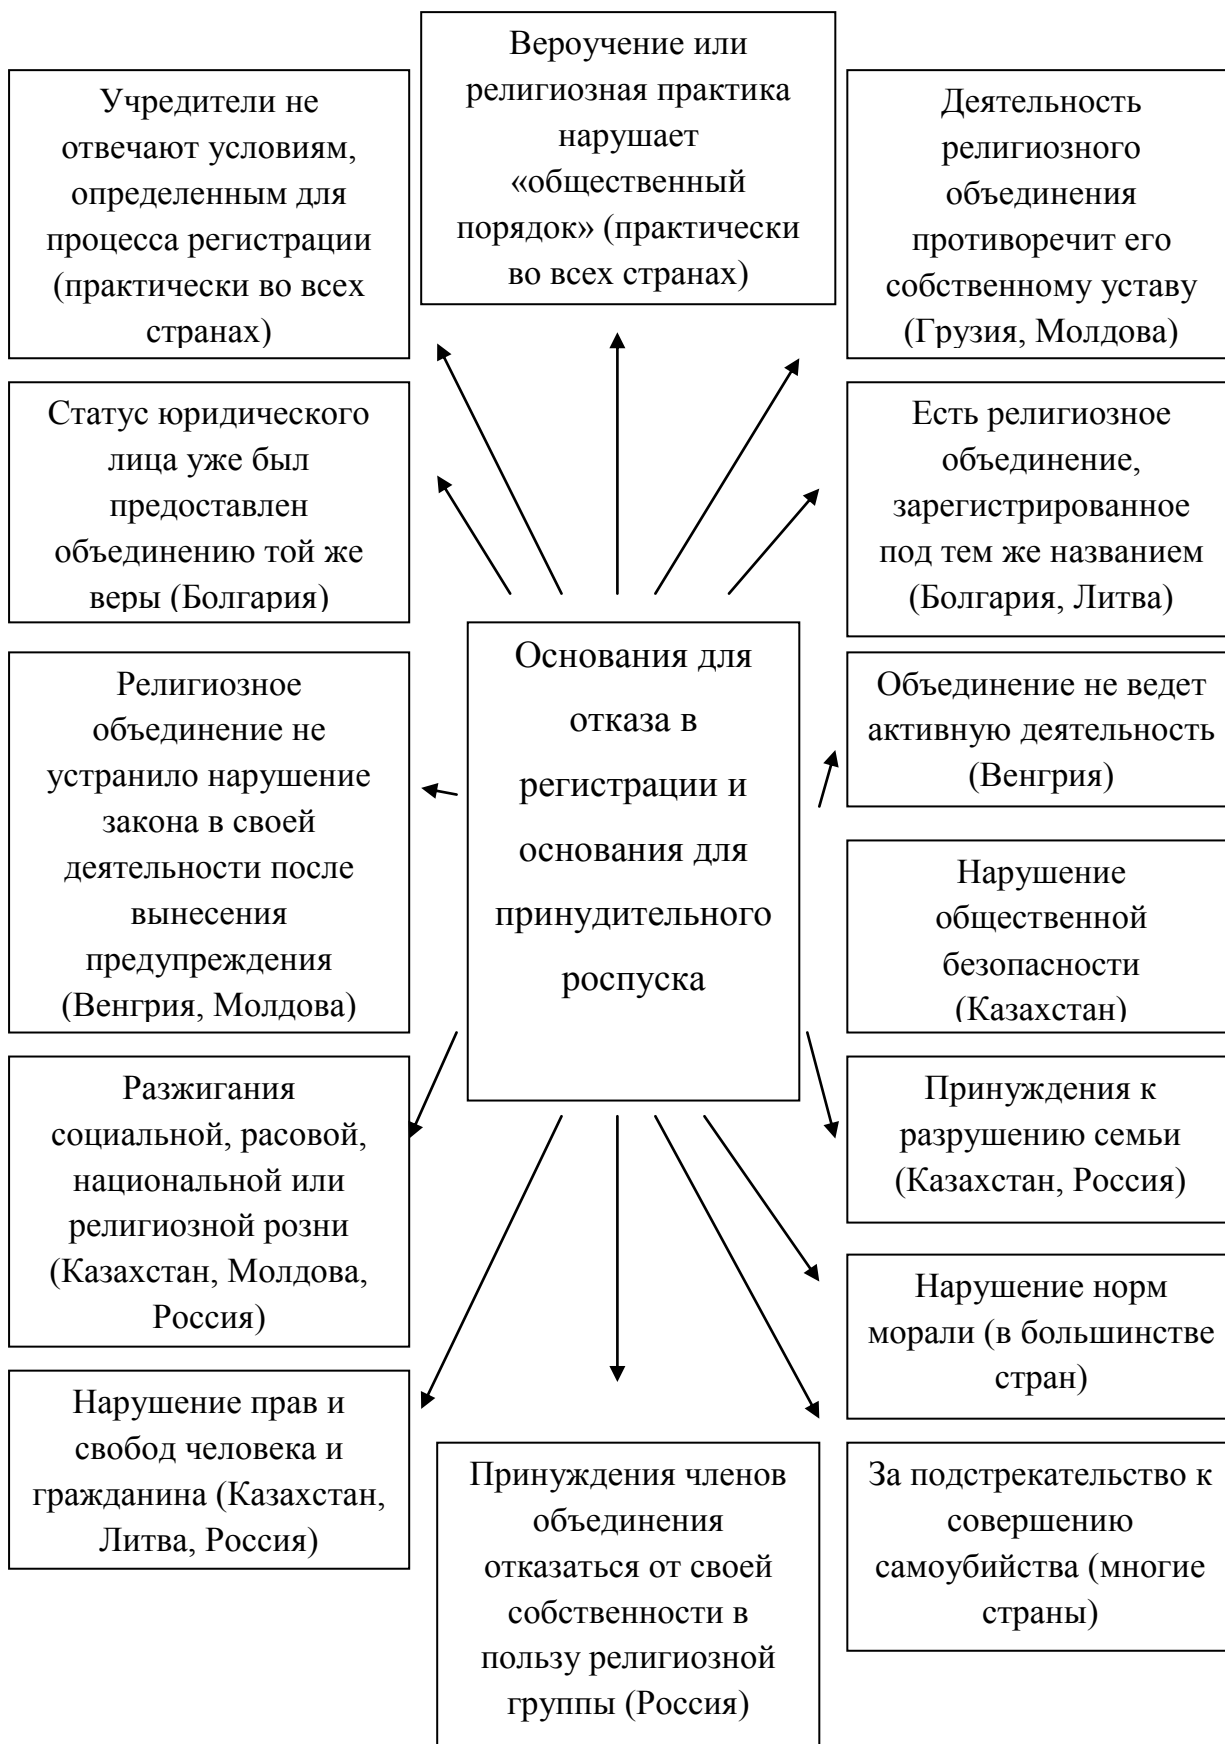 Вероучение или
религиозная практика
нарушает
«общественный
порядок» (практически
во всех странах)
Учредители не
отвечают условиям,
определенным для
процесса регистрации
(практически во всех
странах)
Деятельность
религиозного
объединения
противоречит его
собственному уставу
(Грузия, Молдова)
Статус юридического
лица уже был
предоставлен
объединению той же
веры (Болгария)
Есть религиозное
объединение,
зарегистрированное
под тем же названием
(Болгария, Литва)
Основания для
отказа в
регистрации и
основания для
принудительного
роспуска
Религиозное
объединение не
устранило нарушение
закона в своей
деятельности после
вынесения
предупреждения
(Венгрия, Молдова)
Объединение не ведет
активную деятельность
(Венгрия)
Нарушение
общественной
безопасности
(Казахстан)
Разжигания
социальной, расовой,
национальной или
религиозной розни
(Казахстан, Молдова,
Россия)
Принуждения к
разрушению семьи
(Казахстан, Россия)
Нарушение норм
морали (в большинстве
стран)
Нарушение прав и
свобод человека и
гражданина (Казахстан,
Литва, Россия)
Принуждения членов
объединения
отказаться от своей
собственности в
пользу религиозной
группы (Россия)
За подстрекательство к
совершению
самоубийства (многие
страны)